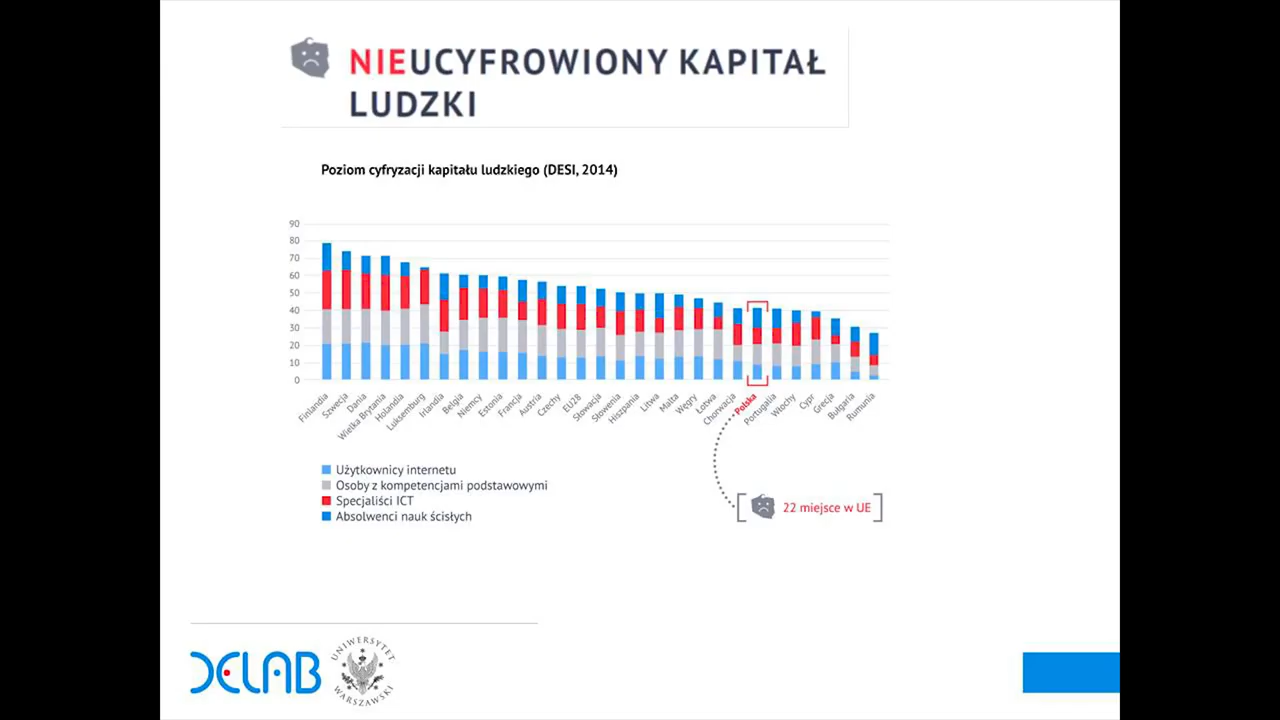 NIEUCYFROWIONY KAPITAŁ
LUDZKI
Poziom cyfryzacji kapitału ludzkiego (DESI, 2014)
90
80
70
60
50
40
30
20
10
0
Finlandia
Szwecja
Dania
Wielka Brytania
Holandia
Luksemburg
Irlandia
Belgia
Niemcy
Estonia
Francja
Austria
Czechy
EU28
Słowacja
Słowenia
Hiszpania
Litwa
Malta
Węgry
Łotwa
Chorwacja
Polska
Portugalia
Włochy
Cypr
Grecja
Bułgaria
Rumunia
Użytkownicy internetu
Osoby z kompetencjami podstawowymi
Specjaliści ICT
Absolwenci nauk ścisłych
22 miejsce w UE
DELAB
UNIWERSYTET
WARSZAWSKI